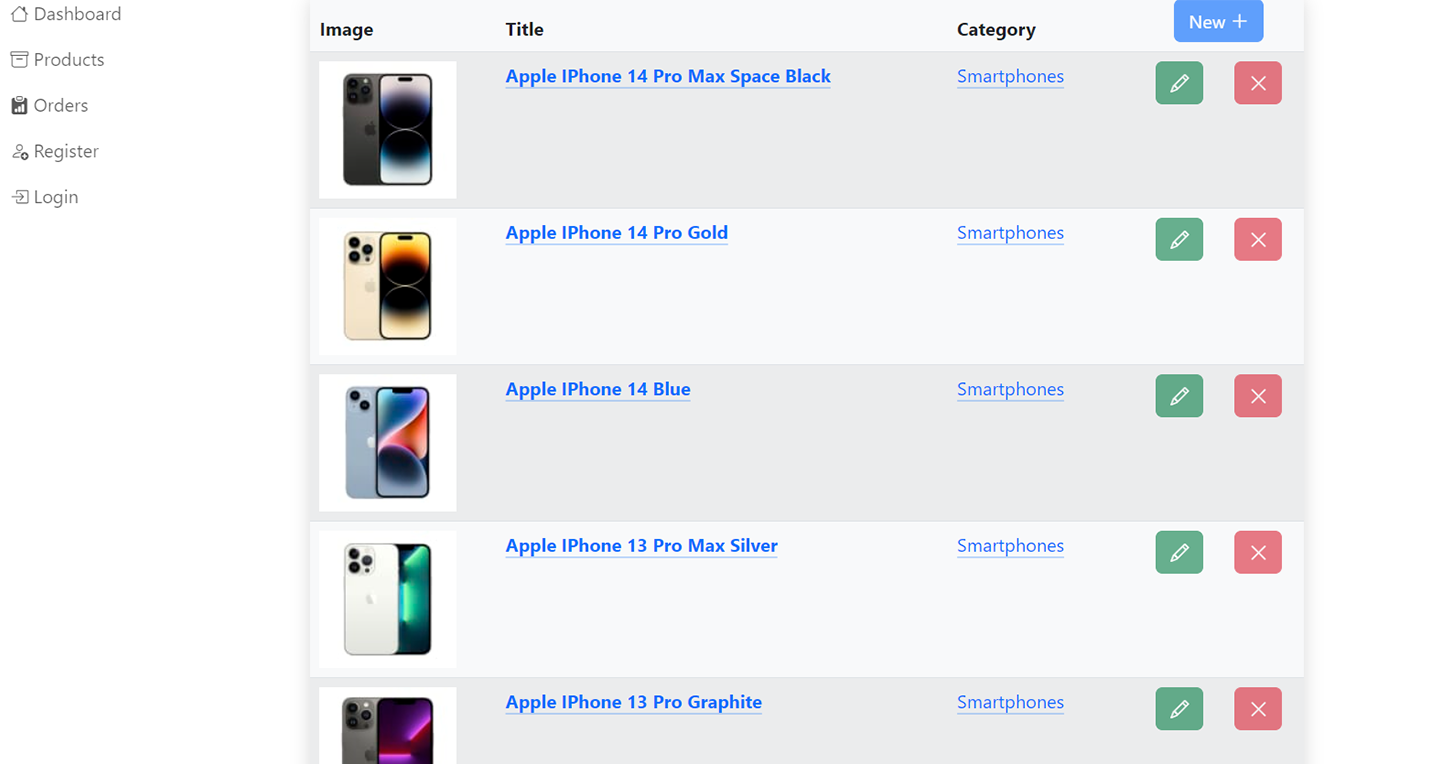 Dashboard
Products
Orders
Register
Login
Image Title Category New
Apple IPhone 14 Pro Max Space Black Smartphones
Apple IPhone 14 Pro Gold Smartphones
Apple IPhone 14 Blue Smartphones
Apple IPhone 13 Pro Max Silver Smartphones
Apple IPhone 13 Pro Graphite Smartphones